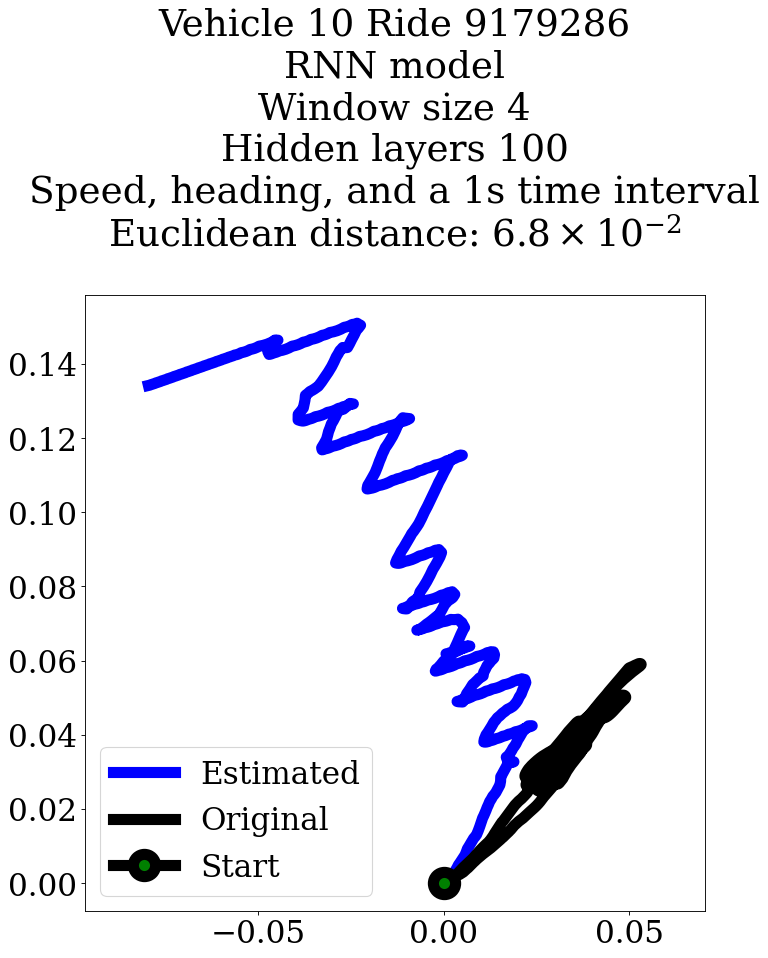 Vehicle 10 Ride 9179286
RNN model
Window size 4
Hidden layers 100
Speed, heading, and a 1s time interval
Euclidean distance: 6.8 × 10⁻²
0.14
0.12
0.10
0.08
0.06
0.04
0.02
0.00
Estimated
Original
Start
−0.05
0.00
0.05